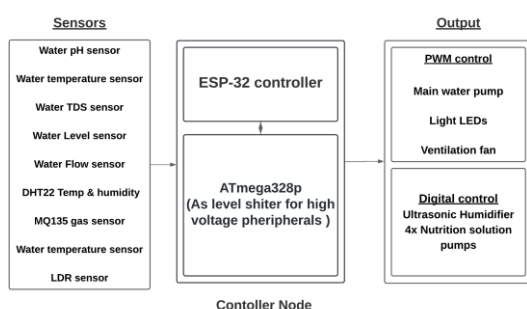 Sensors
Water pH sensor
Water temperature sensor
Water TDS sensor
Water Level sensor
Water Flow sensor
DHT22 Temp & humidity
MQ135 gas sensor
Water temperature sensor
LDR sensor
ESP-32 controller
ATmega328p
(As level shiter for high
voltage pheripherals )
Contoller Node
Output
PWM control
Main water pump
Light LEDs
Ventilation fan
Digital control
Ultrasonic Humidifier
4x Nutrition solution
pumps